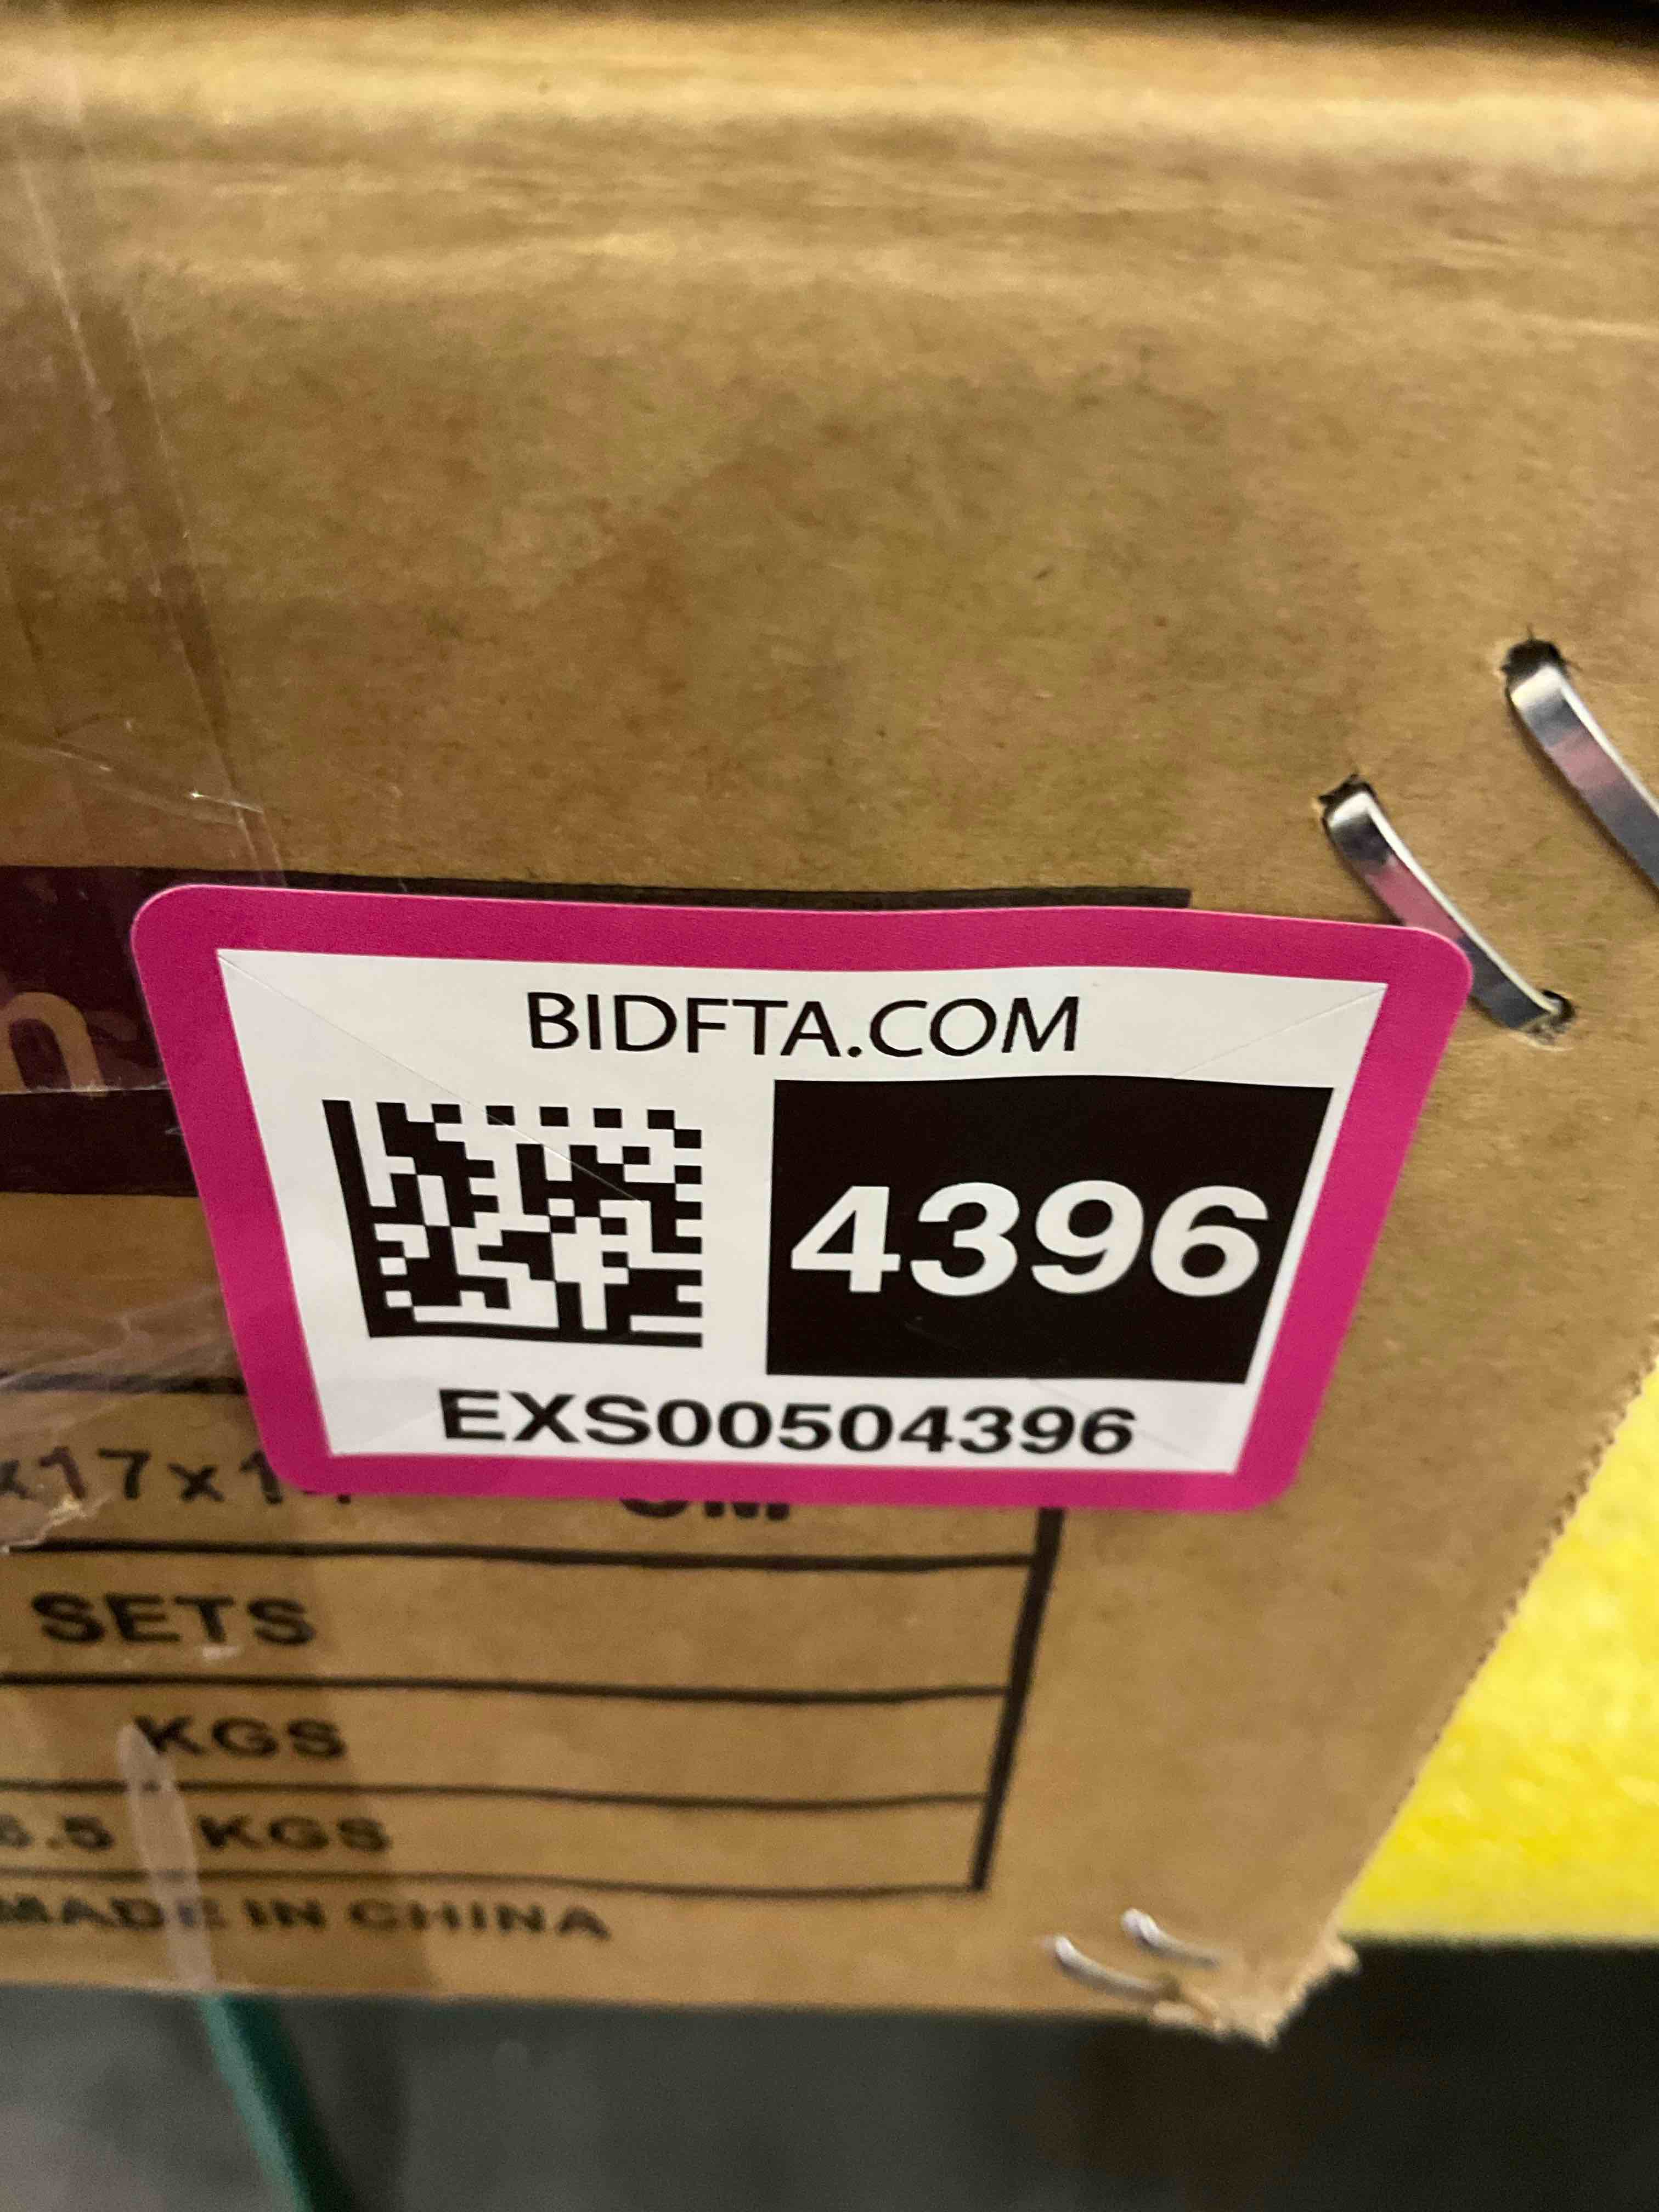 BIDFTA.COM
4396
EXS00504396
SETS
KGS
KGS
MADE IN CHINA